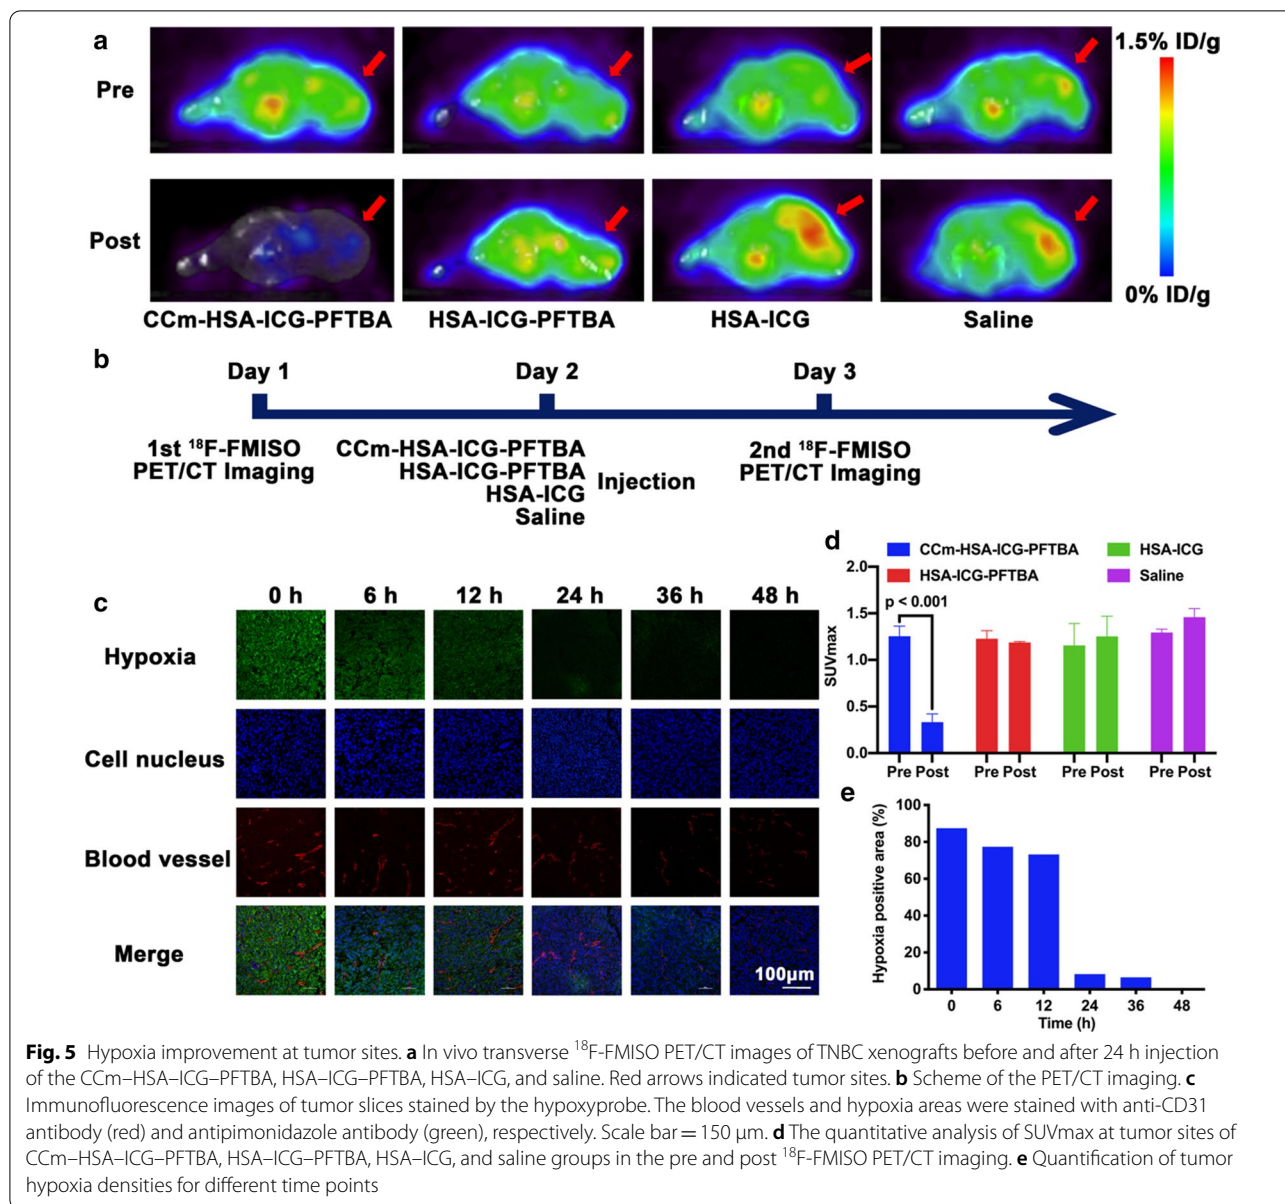 a
1.5% ID/g
Pre
Post
0% ID/g
CCm-HSA-ICG-PFTBA HSA-ICG-PFTBA HSA-ICG Saline
b
Day 1 Day 2 Day 3
1st ¹⁸F-FMISO
PET/CT Imaging
CCm-HSA-ICG-PFTBA
HSA-ICG-PFTBA
HSA-ICG
Saline
Injection
2nd ¹⁸F-FMISO
PET/CT Imaging
c
0 h 6 h 12 h 24 h 36 h 48 h
Hypoxia
Cell nucleus
Blood vessel
Merge
100μm
d
CCm-HSA-ICG-PFTBA HSA-ICG
HSA-ICG-PFTBA Saline
2.0
1.5
1.0
0.5
0.0
SUVmax
p < 0.001
Pre Post Pre Post Pre Post Pre Post
e
100
80
60
40
20
0
Hypoxia positive area (%)
0 6 12 24 36 48
Time (h)
Fig. 5 Hypoxia improvement at tumor sites. a In vivo transverse ¹⁸F-FMISO PET/CT images of TNBC xenografts before and after 24 h injection
of the CCm–HSA–ICG–PFTBA, HSA–ICG–PFTBA, HSA–ICG, and saline. Red arrows indicated tumor sites. b Scheme of the PET/CT imaging. c
Immunofluorescence images of tumor slices stained by the hypoxyprobe. The blood vessels and hypoxia areas were stained with anti-CD31
antibody (red) and antipimonidazole antibody (green), respectively. Scale bar = 150 μm. d The quantitative analysis of SUVmax at tumor sites of
CCm–HSA–ICG–PFTBA, HSA–ICG–PFTBA, HSA–ICG, and saline groups in the pre and post ¹⁸F-FMISO PET/CT imaging. e Quantification of tumor
hypoxia densities for different time points